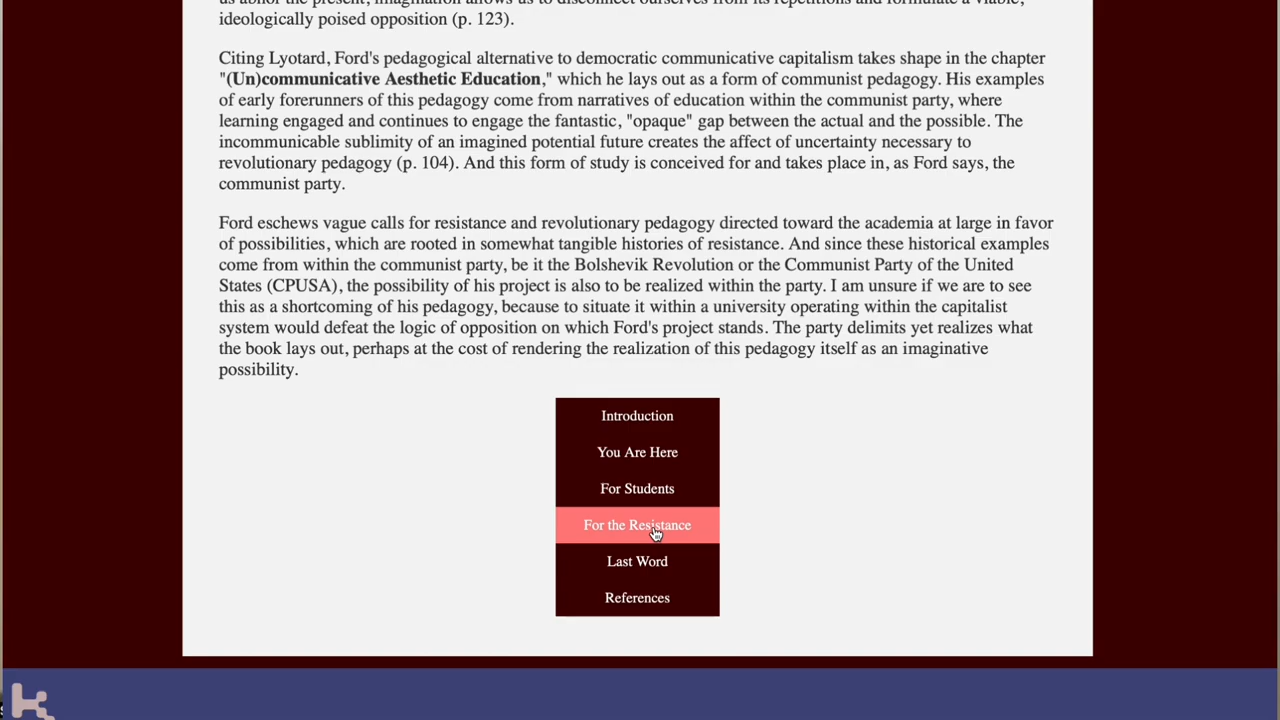 ideologically poised opposition (p. 123).
Citing Lyotard, Ford's pedagogical alternative to democratic communicative capitalism takes shape in the chapter
"(Un)communicative Aesthetic Education," which he lays out as a form of communist pedagogy. His examples
of early forerunners of this pedagogy come from narratives of education within the communist party, where
learning engaged and continues to engage the fantastic, "opaque" gap between the actual and the possible. The
incommunicable sublimity of an imagined potential future creates the affect of uncertainty necessary to
revolutionary pedagogy (p. 104). And this form of study is conceived for and takes place in, as Ford says, the
communist party.
Ford eschews vague calls for resistance and revolutionary pedagogy directed toward the academia at large in favor
of possibilities, which are rooted in somewhat tangible histories of resistance. And since these historical examples
come from within the communist party, be it the Bolshevik Revolution or the Communist Party of the United
States (CPUSA), the possibility of his project is also to be realized within the party. I am unsure if we are to see
this as a shortcoming of his pedagogy, because to situate it within a university operating within the capitalist
system would defeat the logic of opposition on which Ford's project stands. The party delimits yet realizes what
the book lays out, perhaps at the cost of rendering the realization of this pedagogy itself as an imaginative
possibility.
Introduction
You Are Here
For Students
For the Resistance
Last Word
References